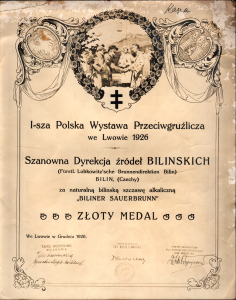 I-sza Polska Wystawa Przeciwgruźlicza
we Lwowie 1926
Szanowna Dyrekcja źródeł BILINSKICH
(Fürstl. Lobkowitz'sche Brunnendirektion Bilin)
BILIN, (Czechy)
za naturalną bilinską szczawę alkaliczną
"BILINER SAUERBRUNN"
ZŁOTY MEDAL
We Lwowie w Grudniu 1926.